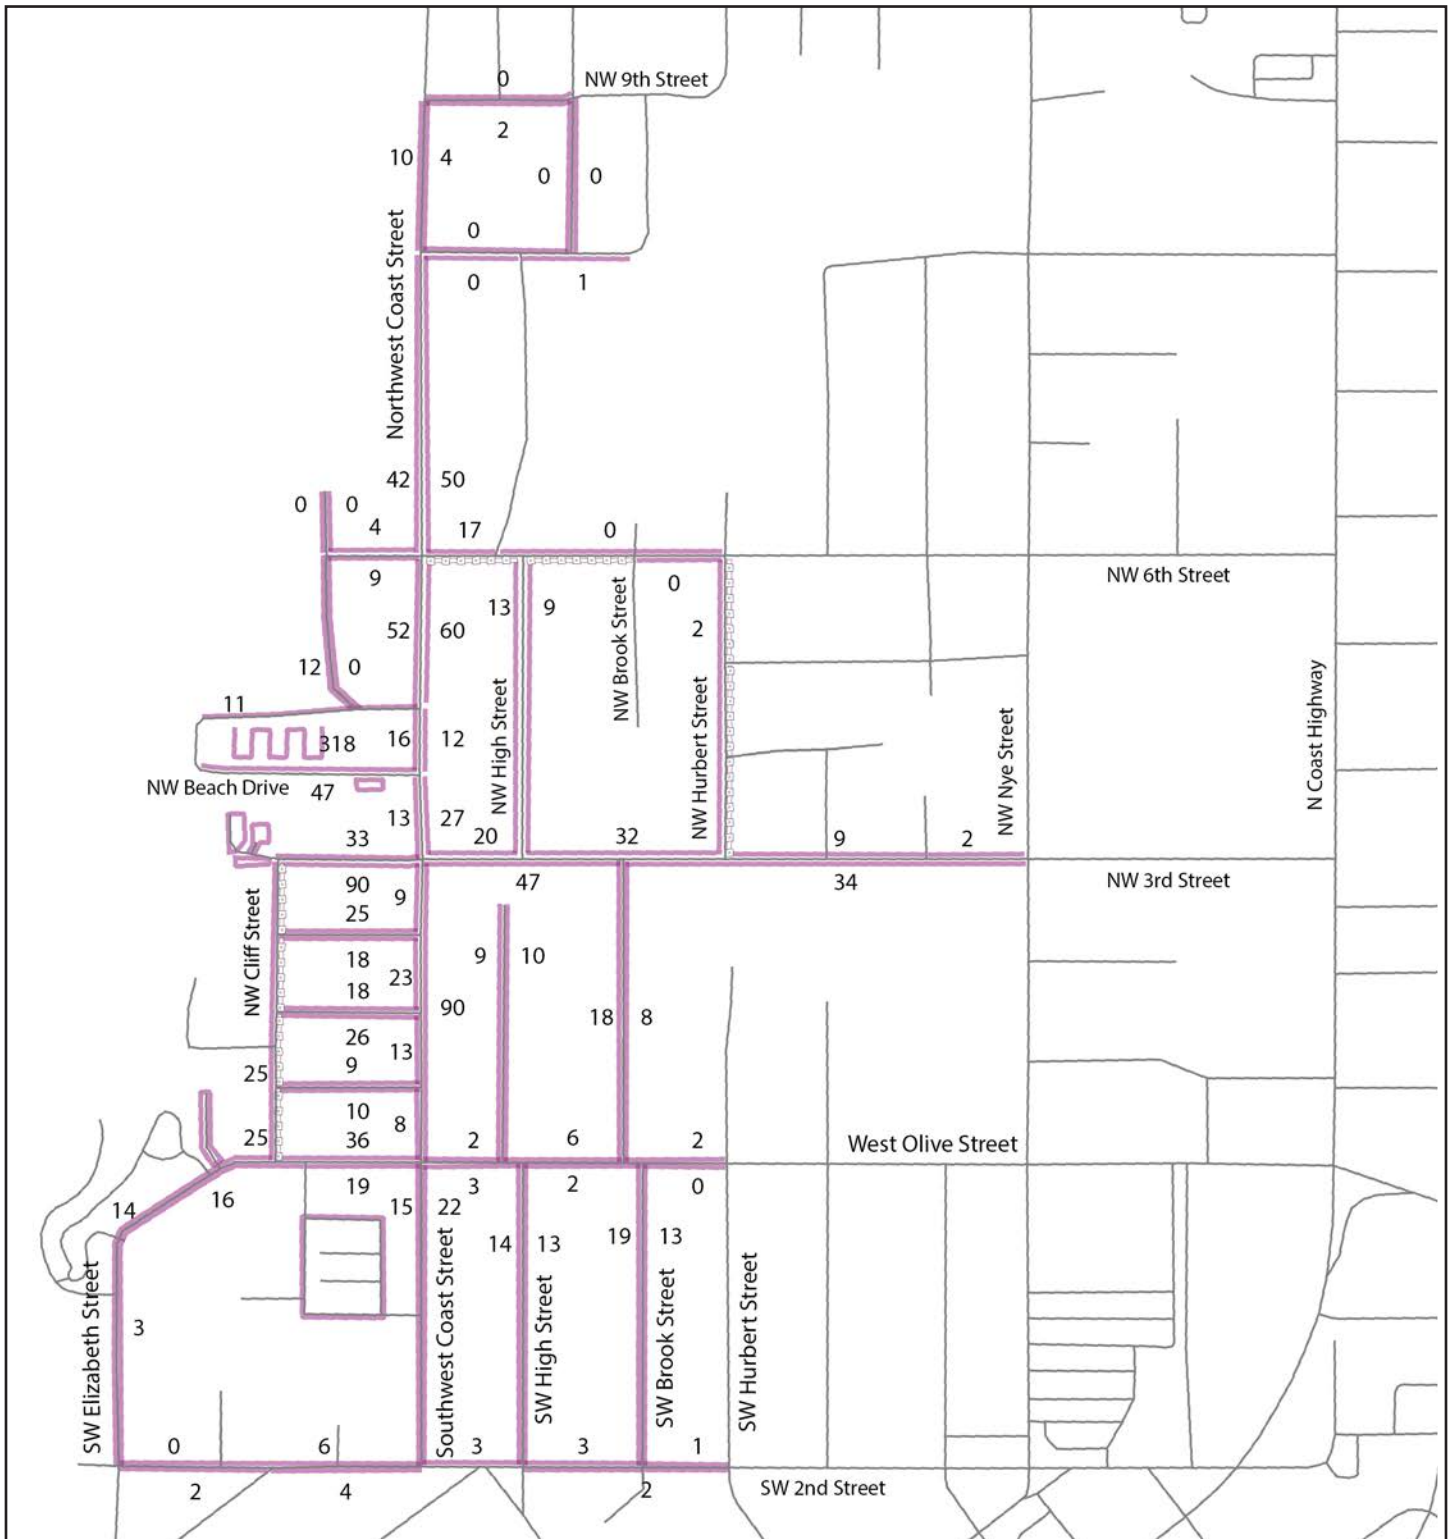 0
NW 9th Street
2
10 4
0 0
0
0 1
Northwest Coast Street
42 50
0 0
4 17 0
9
NW 6th Street
0
13 9
52 60
2
NW Brook Street
12 0
11
318 16 12
NW High Street
NW Hurbert Street
NW Nye Street
N Coast Highway
NW Beach Drive
47
13 27
33 20 32 9 2
90 9 47 34
NW 3rd Street
25
NW Cliff Street
18 9 10
18 23
90
18 8
26
9 13
25
10 8
36
25
2 6 2
West Olive Street
19 3 2 0
16
14
15 22
14 13 19 13
SW Elizabeth Street
3
Southwest Coast Street
SW High Street
SW Brook Street
SW Hurbert Street
0 6 3 3 1
2 4 2
SW 2nd Street